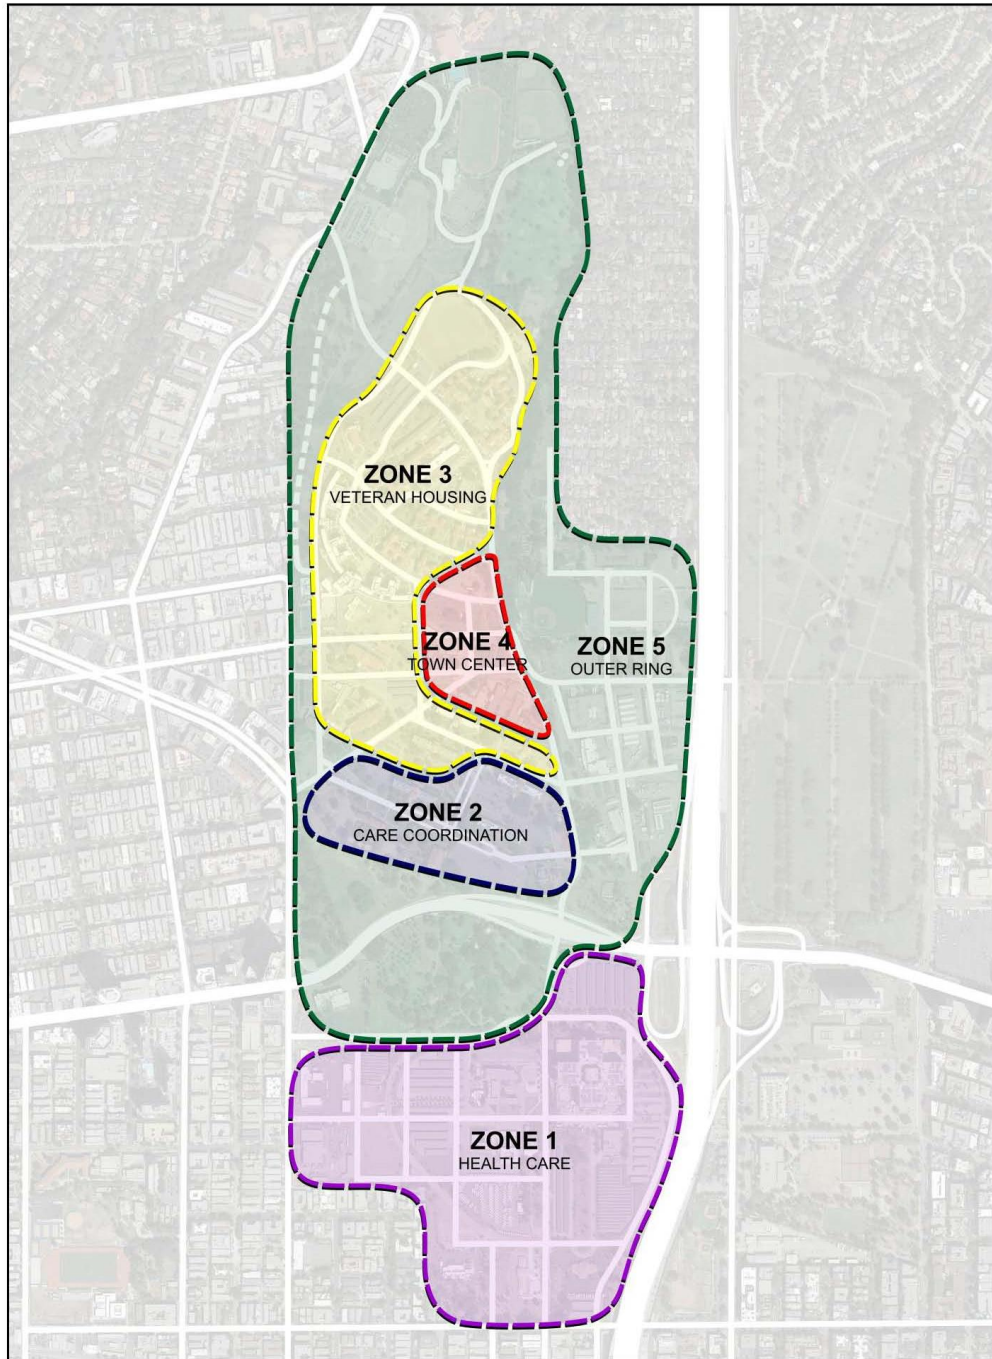 ZONE 3
VETERAN HOUSING
ZONE 4
TOWN CENTER
ZONE 5
OUTER RING
ZONE 2
CARE COORDINATION
ZONE 1
HEALTH CARE